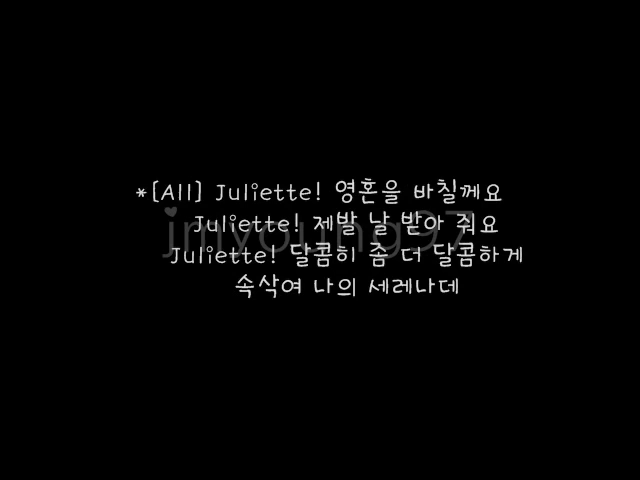 *[All] Juliette! 영혼을 바칠께요
Juliette! 제발 날 받아 줘요
Juliette! 달콤히 좀 더 달콤하게
속삭여 나의 세레나데
jmyoung97